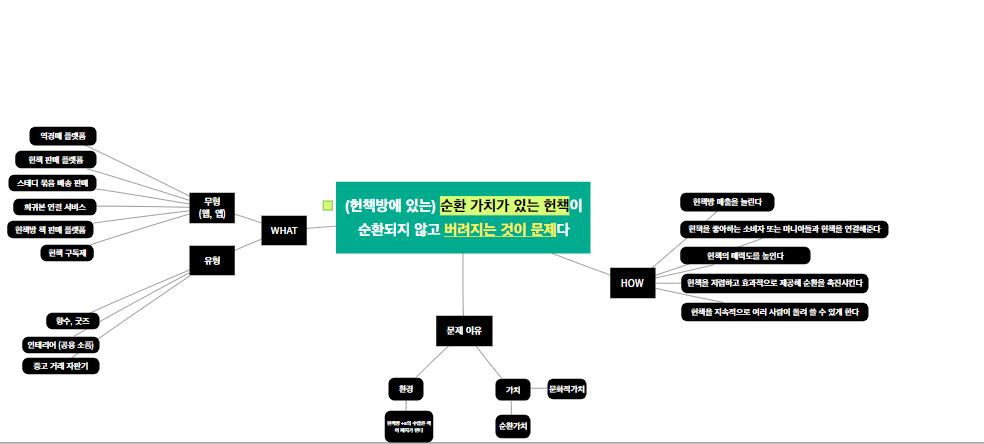 (헌책방에 있는) 순환 가치가 있는 헌책이
순환되지 않고 버려지는 것이 문제다
WHAT
무형
(웹, 앱)
역경매 플랫폼
헌책 판매 플랫폼
스테디 묶음 배송 판매
희귀본 연결 서비스
헌책방 책 판매 플랫폼
헌책 구독제
유형
향수, 굿즈
인테리어 (공용 소품)
중고 거래 자판기
문제 이유
환경
가치
문화적가치
순환가치
HOW
헌책방 매출을 늘린다
헌책을 좋아하는 소비자 또는 마니아들과 헌책을 연결해준다
헌책의 매력도를 높인다
헌책을 저렴하고 효과적으로 제공해 순환을 촉진시킨다
헌책을 지속적으로 여러 사람이 돌려 쓸 수 있게 한다